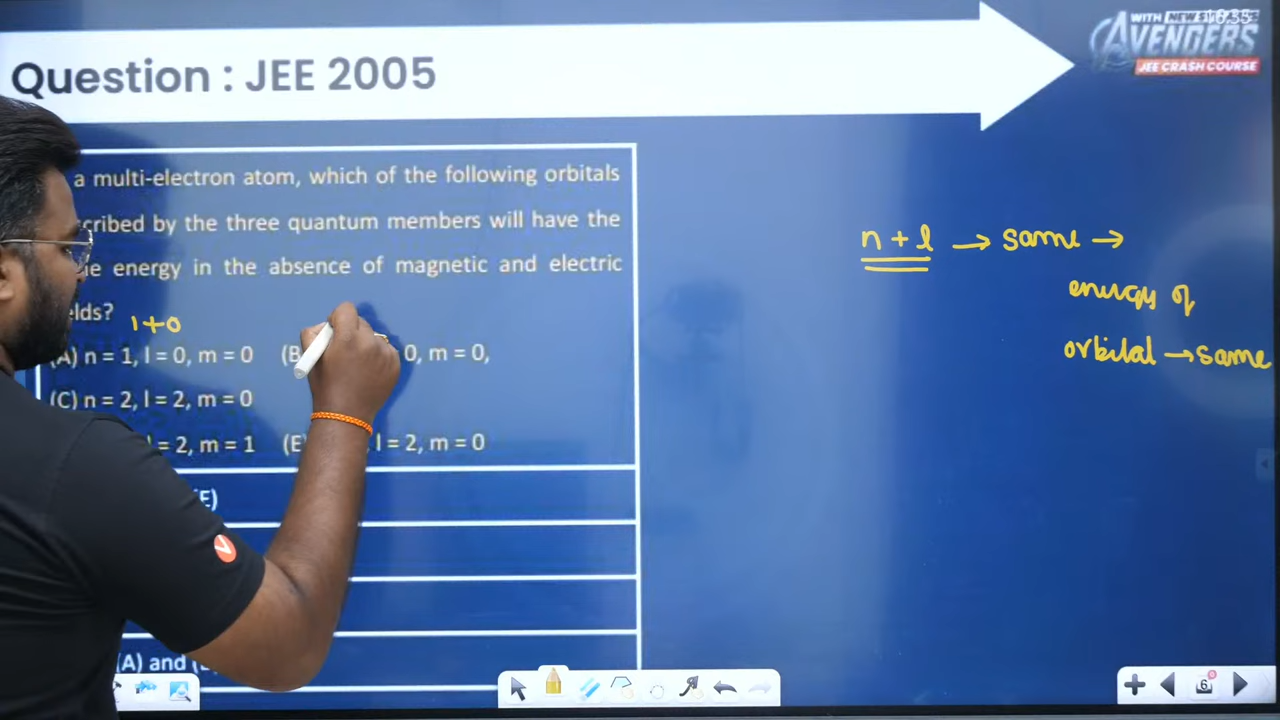 WITH NEW
AVENGERS
JEE CRASH COURSE
Question : JEE 2005
a multi-electron atom, which of the following orbitals
cribed by the three quantum members will have the
energy in the absence of magnetic and electric
elds?
1+0
(A) n = 1, l = 0, m = 0 (B 0, m = 0,
(C) n = 2, l = 2, m = 0
l = 2, m = 1 (E) l = 2, m = 0
(E)
(A) and (
n + l → same →
energy of
orbital → same
V
6